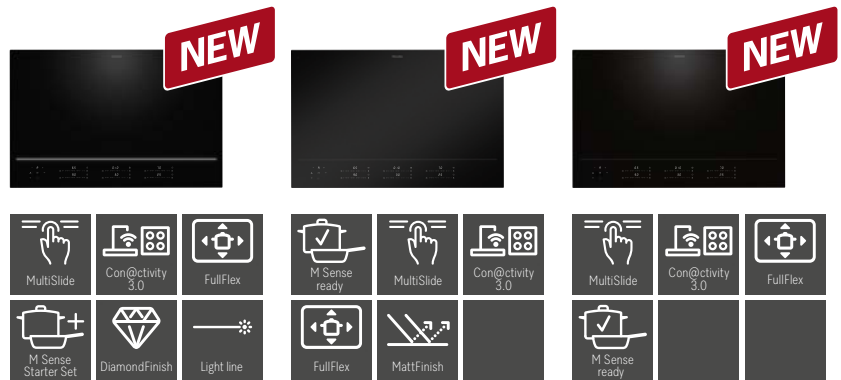 NEW
NEW
NEW
MultiSlide
Con@ctivity
3.0
FullFlex
M Sense
Starter Set
DiamondFinish
Light line
M Sense
ready
MultiSlide
Con@ctivity
3.0
FullFlex
MattFinish
MultiSlide
Con@ctivity
3.0
FullFlex
M Sense
ready